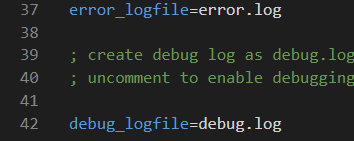 37 error_logfile=error.log
38
39 ; create debug log as debug.log
40 ; uncomment to enable debugging
41
42 debug_logfile=debug.log